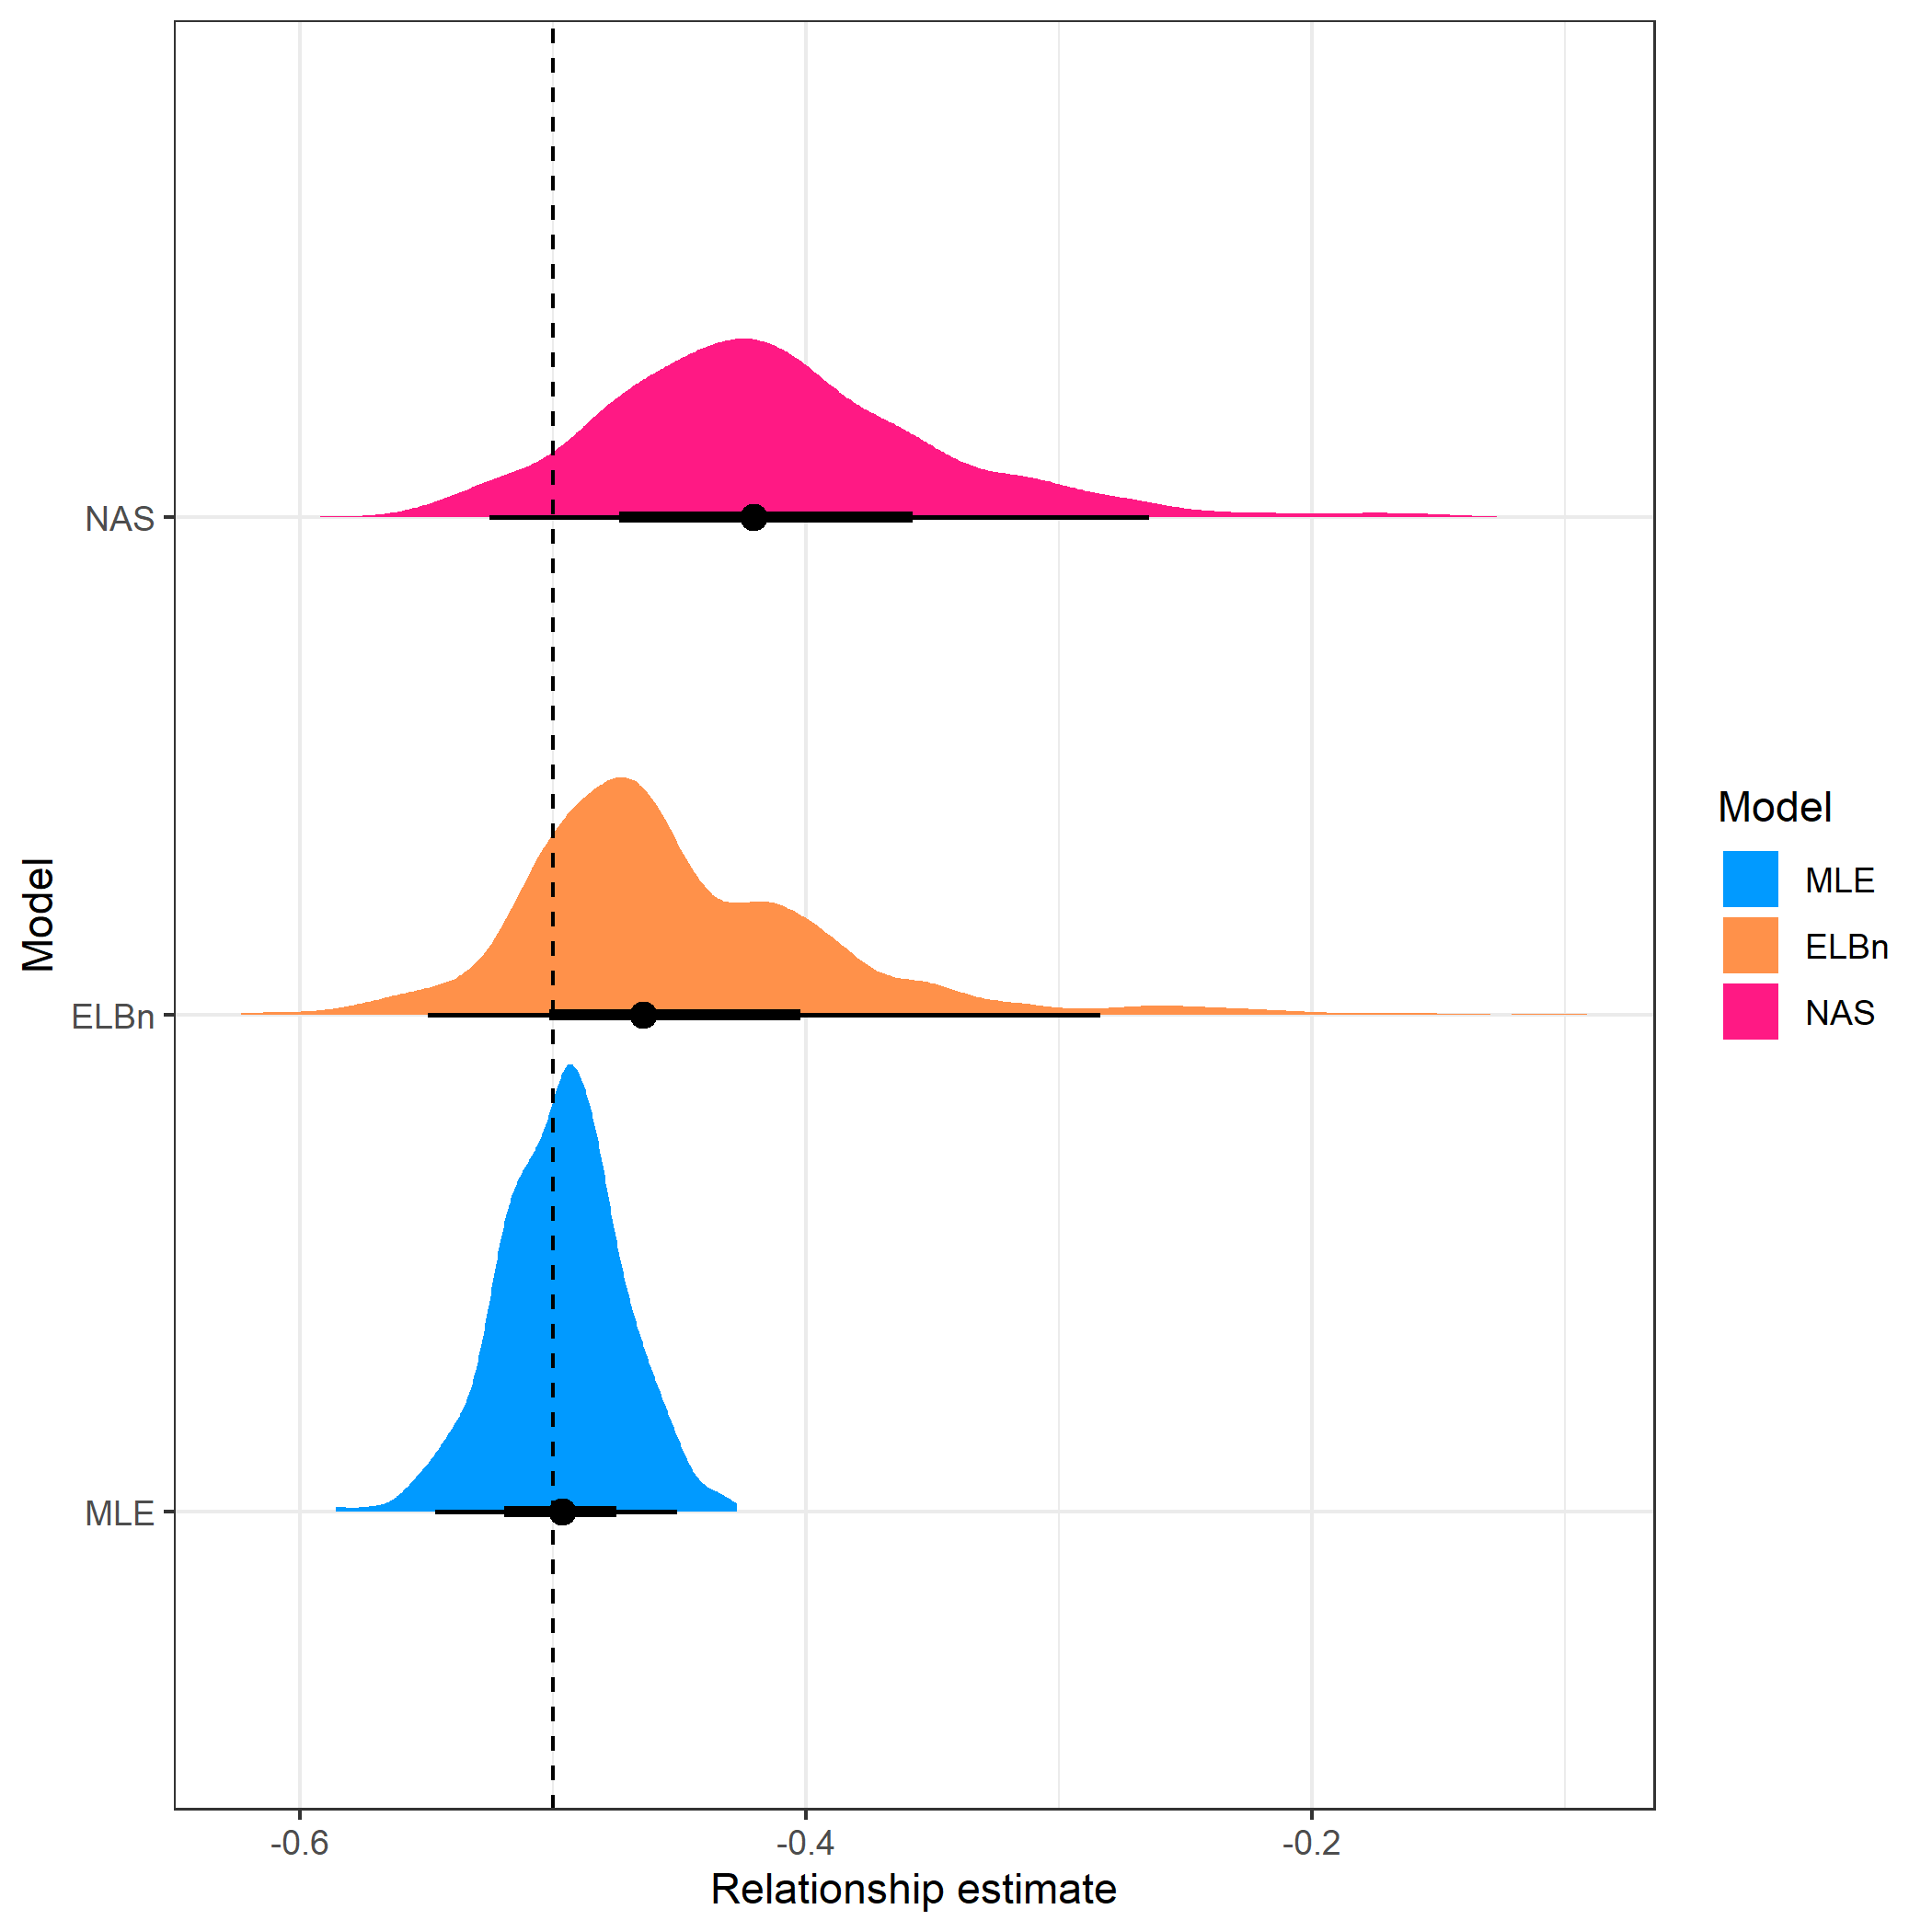 NAS
ELBn
MLE
Model
-0.6
-0.4
-0.2
Relationship estimate
Model
MLE
ELBn
NAS